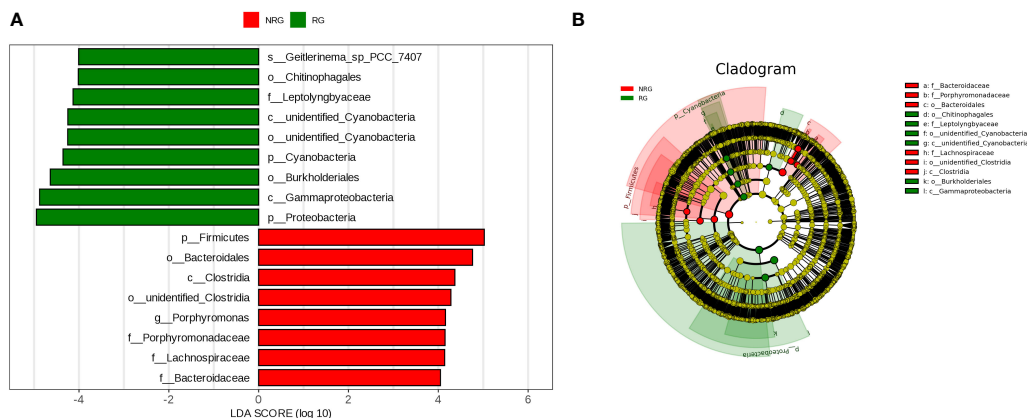 A
NRG
RG
s__Geitlerinema_sp_PCC_7407
o__Chitinophagales
f__Leptolyngbyaceae
c__unidentified_Cyanobacteria
o__unidentified_Cyanobacteria
p__Cyanobacteria
o__Burkholderiales
c__Gammaproteobacteria
p__Proteobacteria
p__Firmicutes
o__Bacteroidales
c__Clostridia
o__unidentified_Clostridia
g__Porphyromonas
f__Porphyromonadaceae
f__Lachnospiraceae
f__Bacteroidaceae
-4
-2
0
2
4
6
LDA SCORE (log 10)
B
Cladogram
NRG
RG
p__Cyanobacteria
p__Firmicutes
p__Proteobacteria
a: f__Bacteroidaceae
b: f__Porphyromonadaceae
c: o__Bacteroidales
d: o__Chitinophagales
e: f__Leptolyngbyaceae
f: o__unidentified_Cyanobacteria
g: c__unidentified_Cyanobacteria
h: f__Lachnospiraceae
i: o__unidentified_Clostridia
j: c__Clostridia
k: o__Burkholderiales
l: c__Gammaproteobacteria